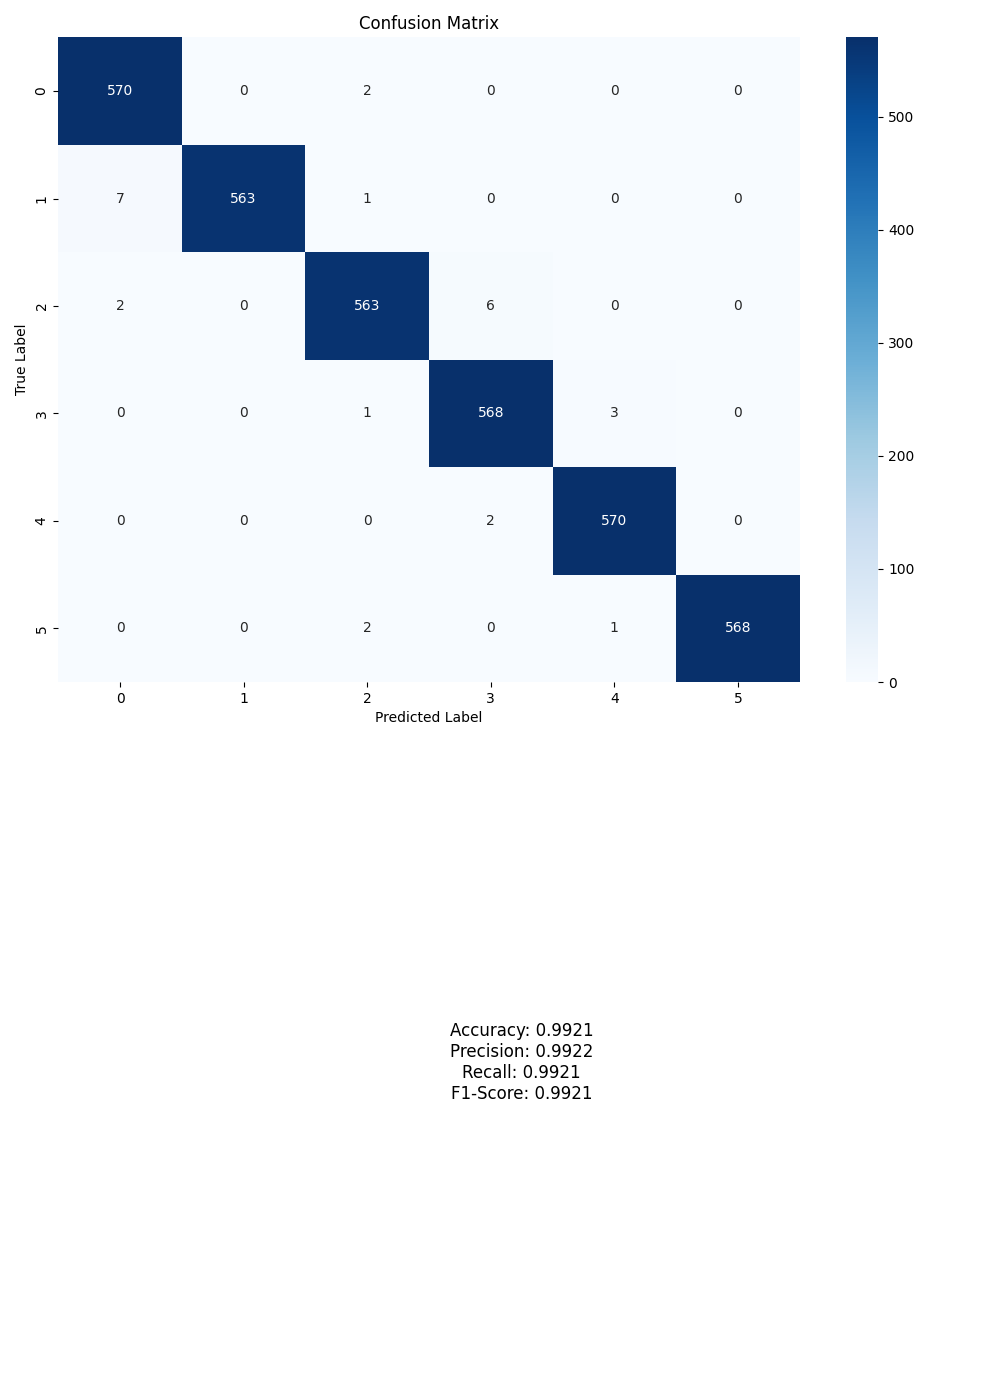 Confusion Matrix
0 570 0 2 0 0 0
1 7 563 1 0 0 0
2 2 0 563 6 0 0
3 0 0 1 568 3 0
4 0 0 0 2 570 0
5 0 0 2 0 1 568
True Label
0 1 2 3 4 5
Predicted Label
500
400
300
200
100
0
Accuracy: 0.9921
Precision: 0.9922
Recall: 0.9921
F1-Score: 0.9921